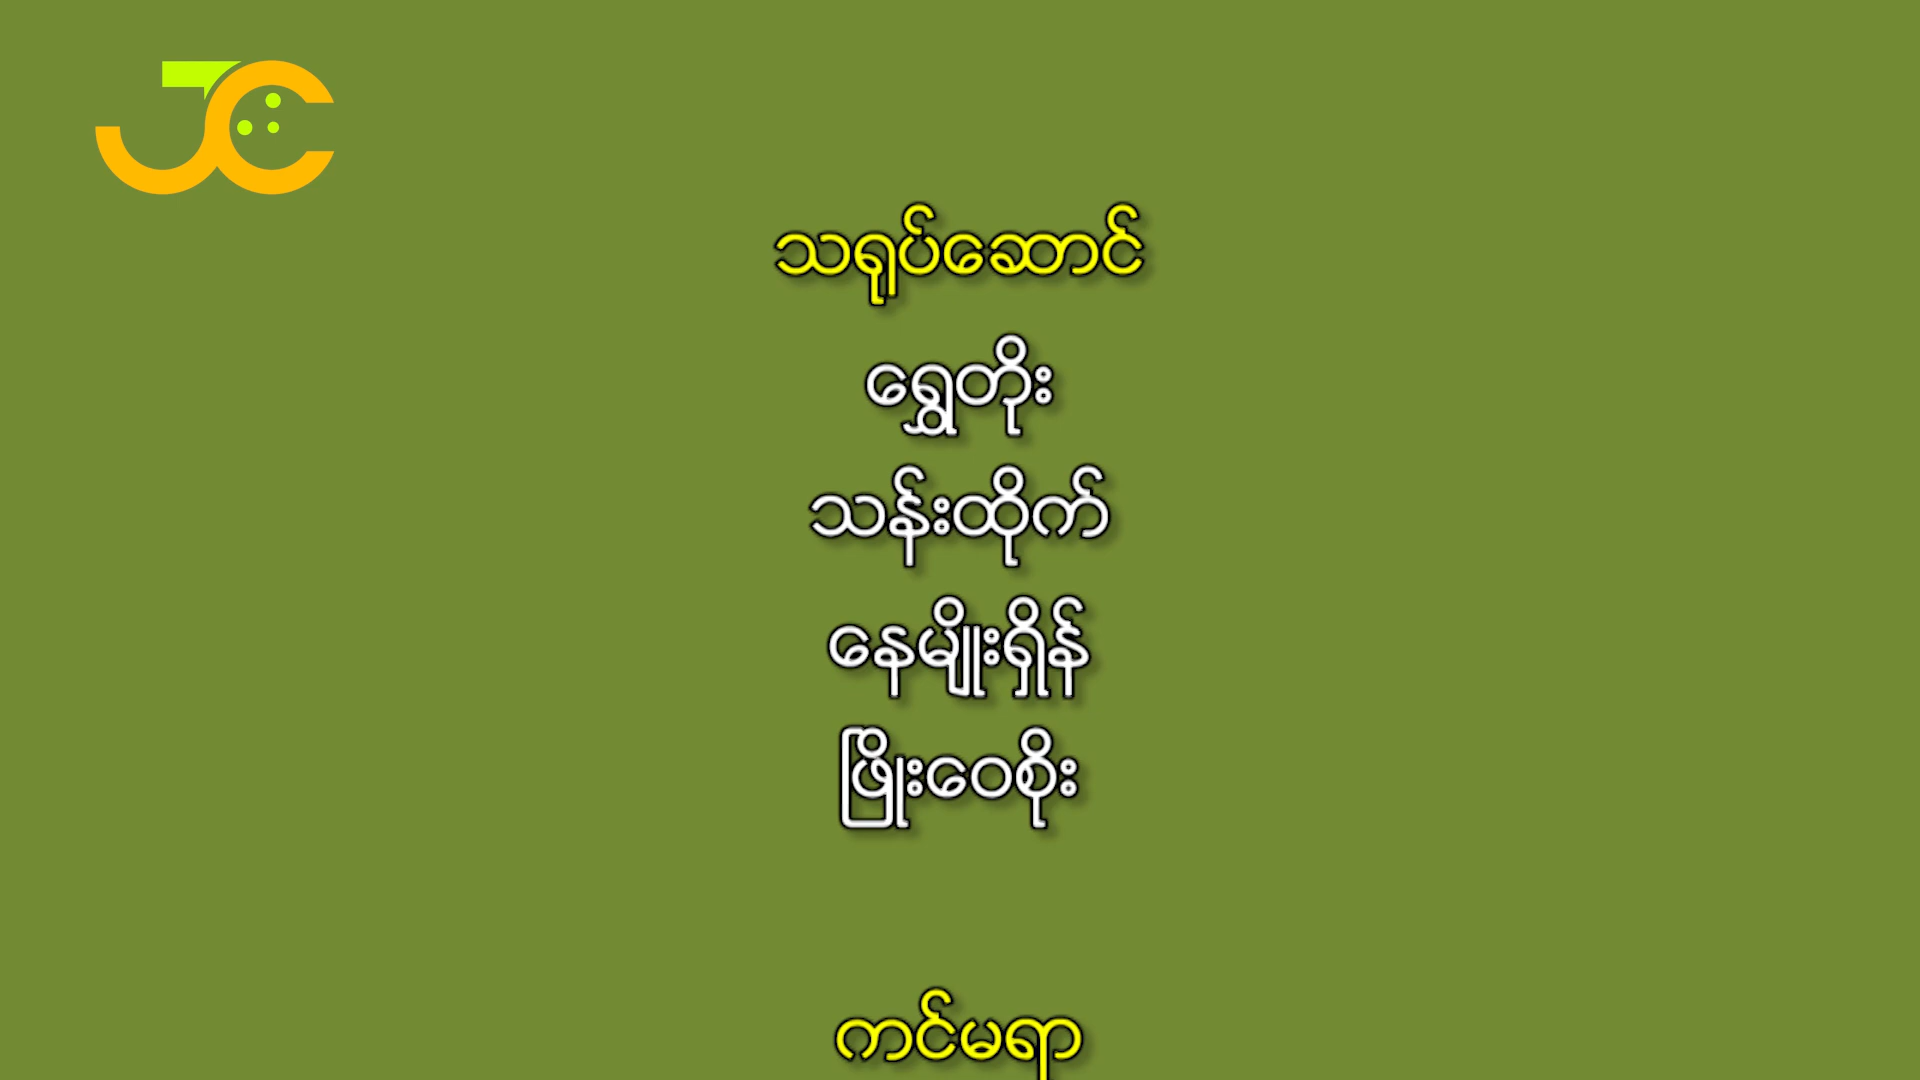 JC
သရုပ်ဆောင်
ရွှေတိုး
သန်းထိုက်
နေမျိုးရှိန်
ဖြိုးဝေစိုး
ကင်မရာ